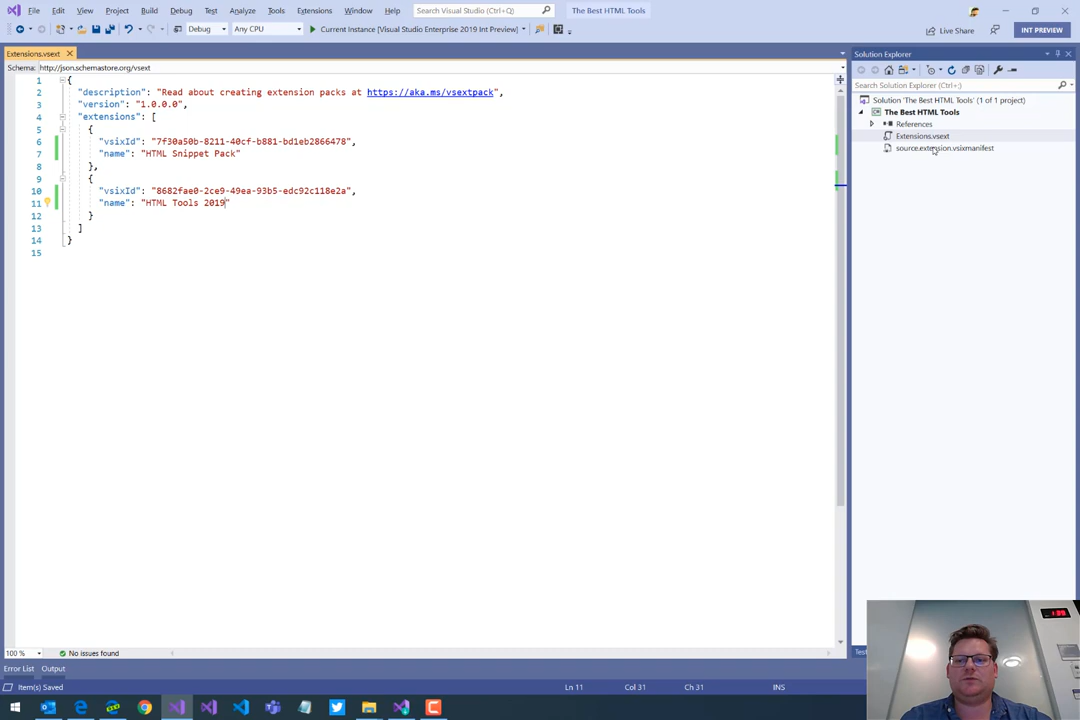 File Edit View Project Build Debug Test Analyze Tools Extensions Window Help Search Visual Studio (Ctrl+Q) The Best HTML Tools
Debug Any CPU Current Instance [Visual Studio Enterprise 2019 Int Preview] Live Share INT PREVIEW
Extensions.vsext
Solution Explorer
Schema: http://json.schemastore.org/vsext
Search Solution Explorer (Ctrl+;)
Solution 'The Best HTML Tools' (1 of 1 project)
The Best HTML Tools
References
Extensions.vsext
source.extension.vsixmanifest
1 {
2 "description": "Read about creating extension packs at https://aka.ms/vsextpack",
3 "version": "1.0.0.0",
4 "extensions": [
5 {
6 "vsixId": "7f30a50b-8211-40cf-b881-bd1eb2866478",
7 "name": "HTML Snippet Pack"
8 },
9 {
10 "vsixId": "8682fae0-2ce9-49ea-93b5-edc92c118e2a",
11 "name": "HTML Tools 2019"
12 }
13 ]
14 }
15
100 % No issues found
Error List Output
Item(s) Saved Ln 11 Col 31 Ch 31 INS